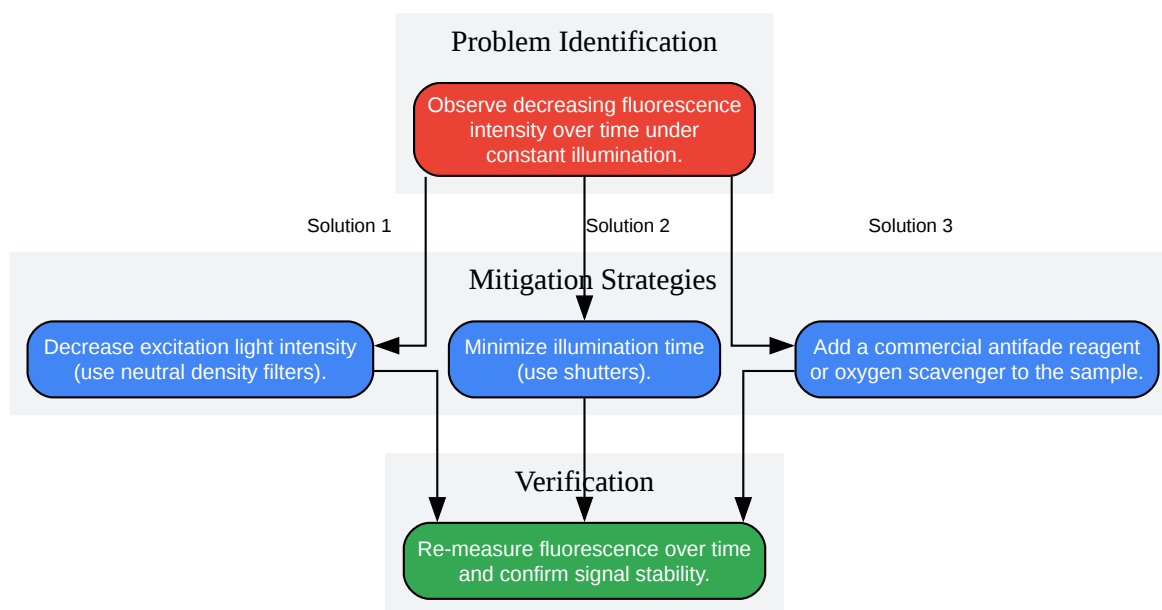 Problem Identification
Observe decreasing fluorescence
intensity over time under
constant illumination.
Solution 1
Solution 2
Solution 3
Mitigation Strategies
Decrease excitation light intensity
(use neutral density filters).
Minimize illumination time
(use shutters).
Add a commercial antifade reagent
or oxygen scavenger to the sample.
Verification
Re-measure fluorescence over time
and confirm signal stability.